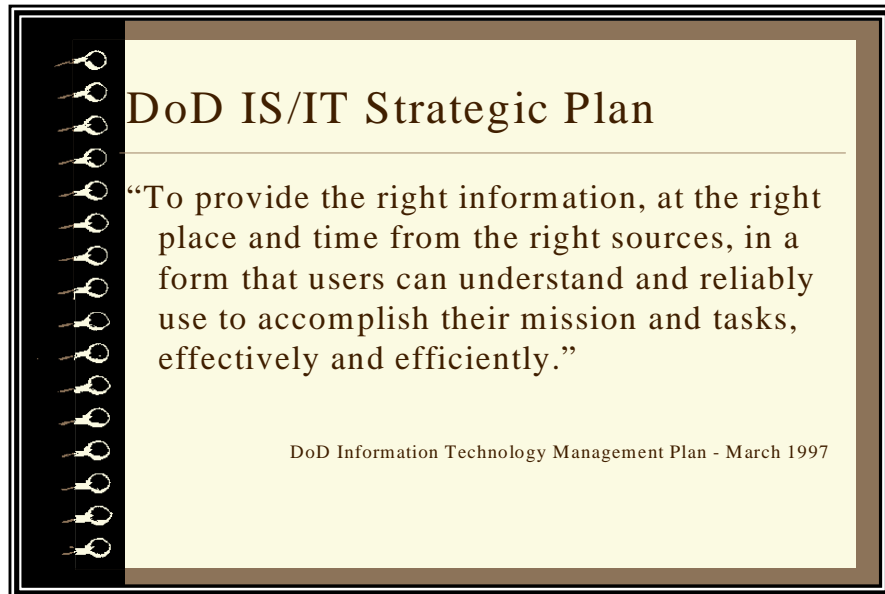 DoD IS/IT Strategic Plan
“To provide the right information, at the right
place and time from the right sources, in a
form that users can understand and reliably
use to accomplish their mission and tasks,
effectively and efficiently.”
DoD Information Technology Management Plan - March 1997